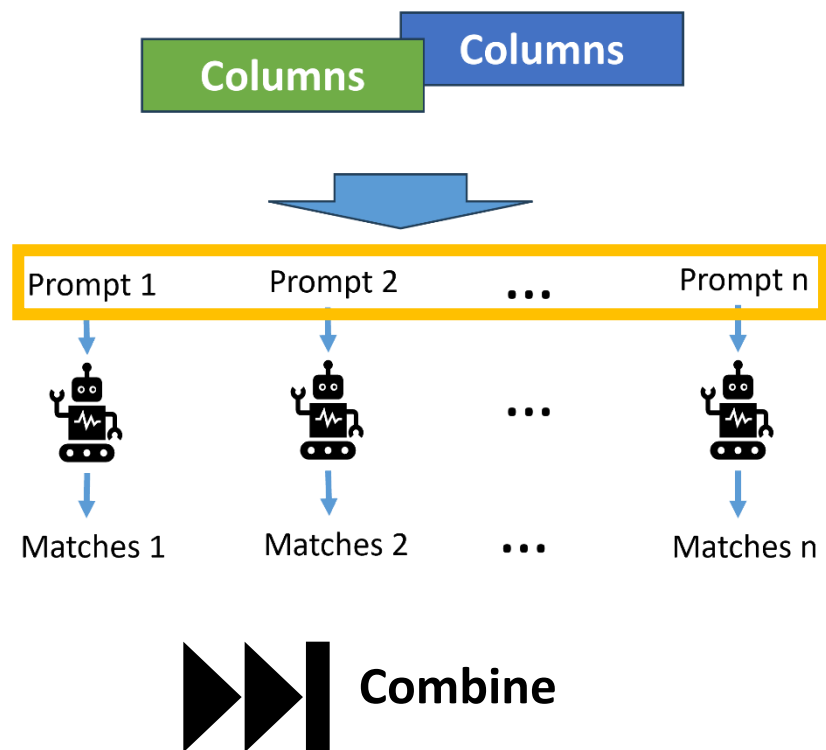 Columns
Columns
Prompt 1 Prompt 2 ... Prompt n
...
Matches 1 Matches 2 ... Matches n
Combine